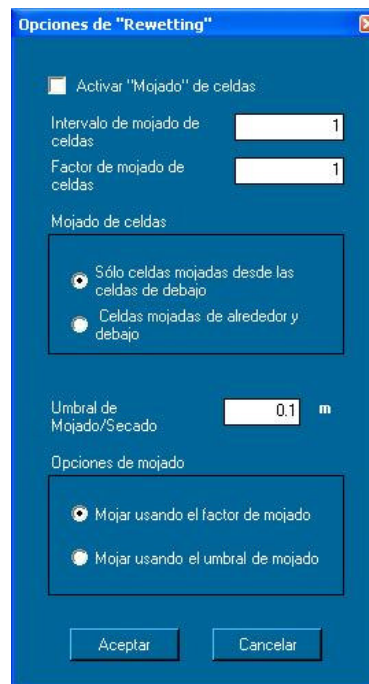 Opciones de "Rewetting"
Activar "Mojado" de celdas
Intervalo de mojado de
celdas
1
Factor de mojado de
celdas
1
Mojado de celdas
Sólo celdas mojadas desde las
celdas de debajo
Celdas mojadas de alrededor y
debajo
Umbral de
Mojado/Secado
0.1 m
Opciones de mojado
Mojar usando el factor de mojado
Mojar usando el umbral de mojado
Aceptar
Cancelar